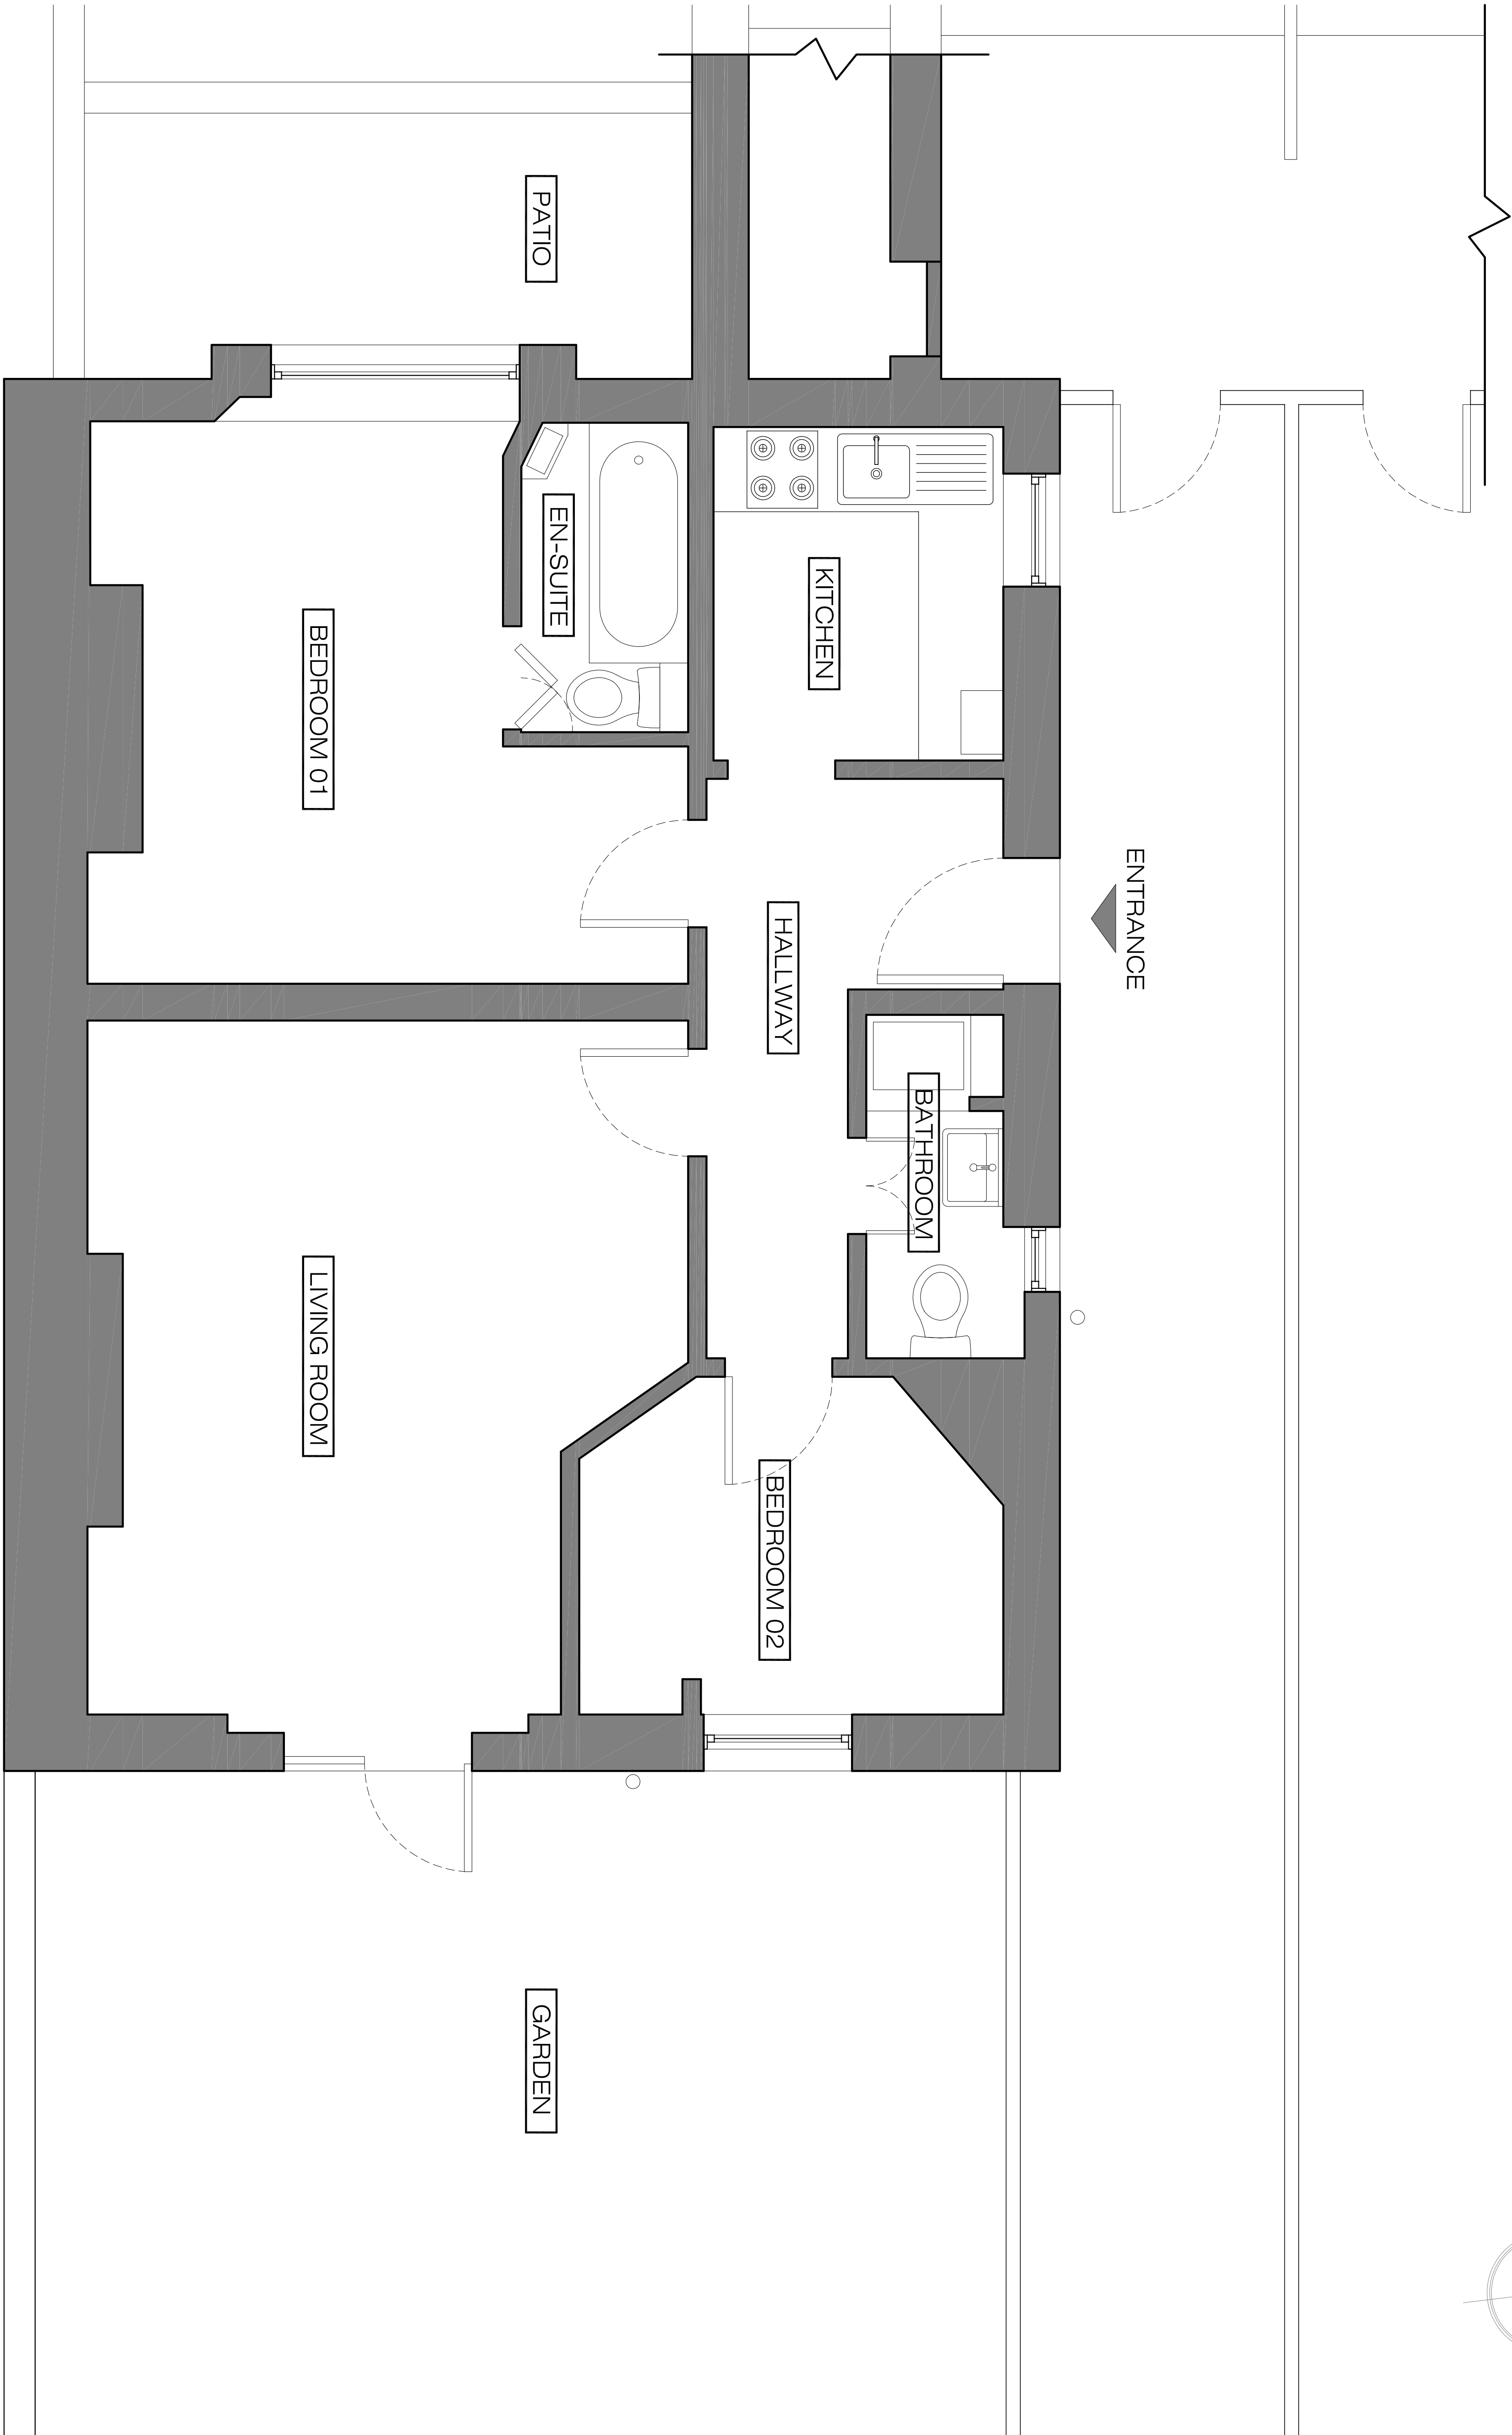 PATIO
EN-SUITE
KITCHEN
BEDROOM 01
ENTRANCE
HALLWAY
BATHROOM
LIVING ROOM
BEDROOM 02
GARDEN